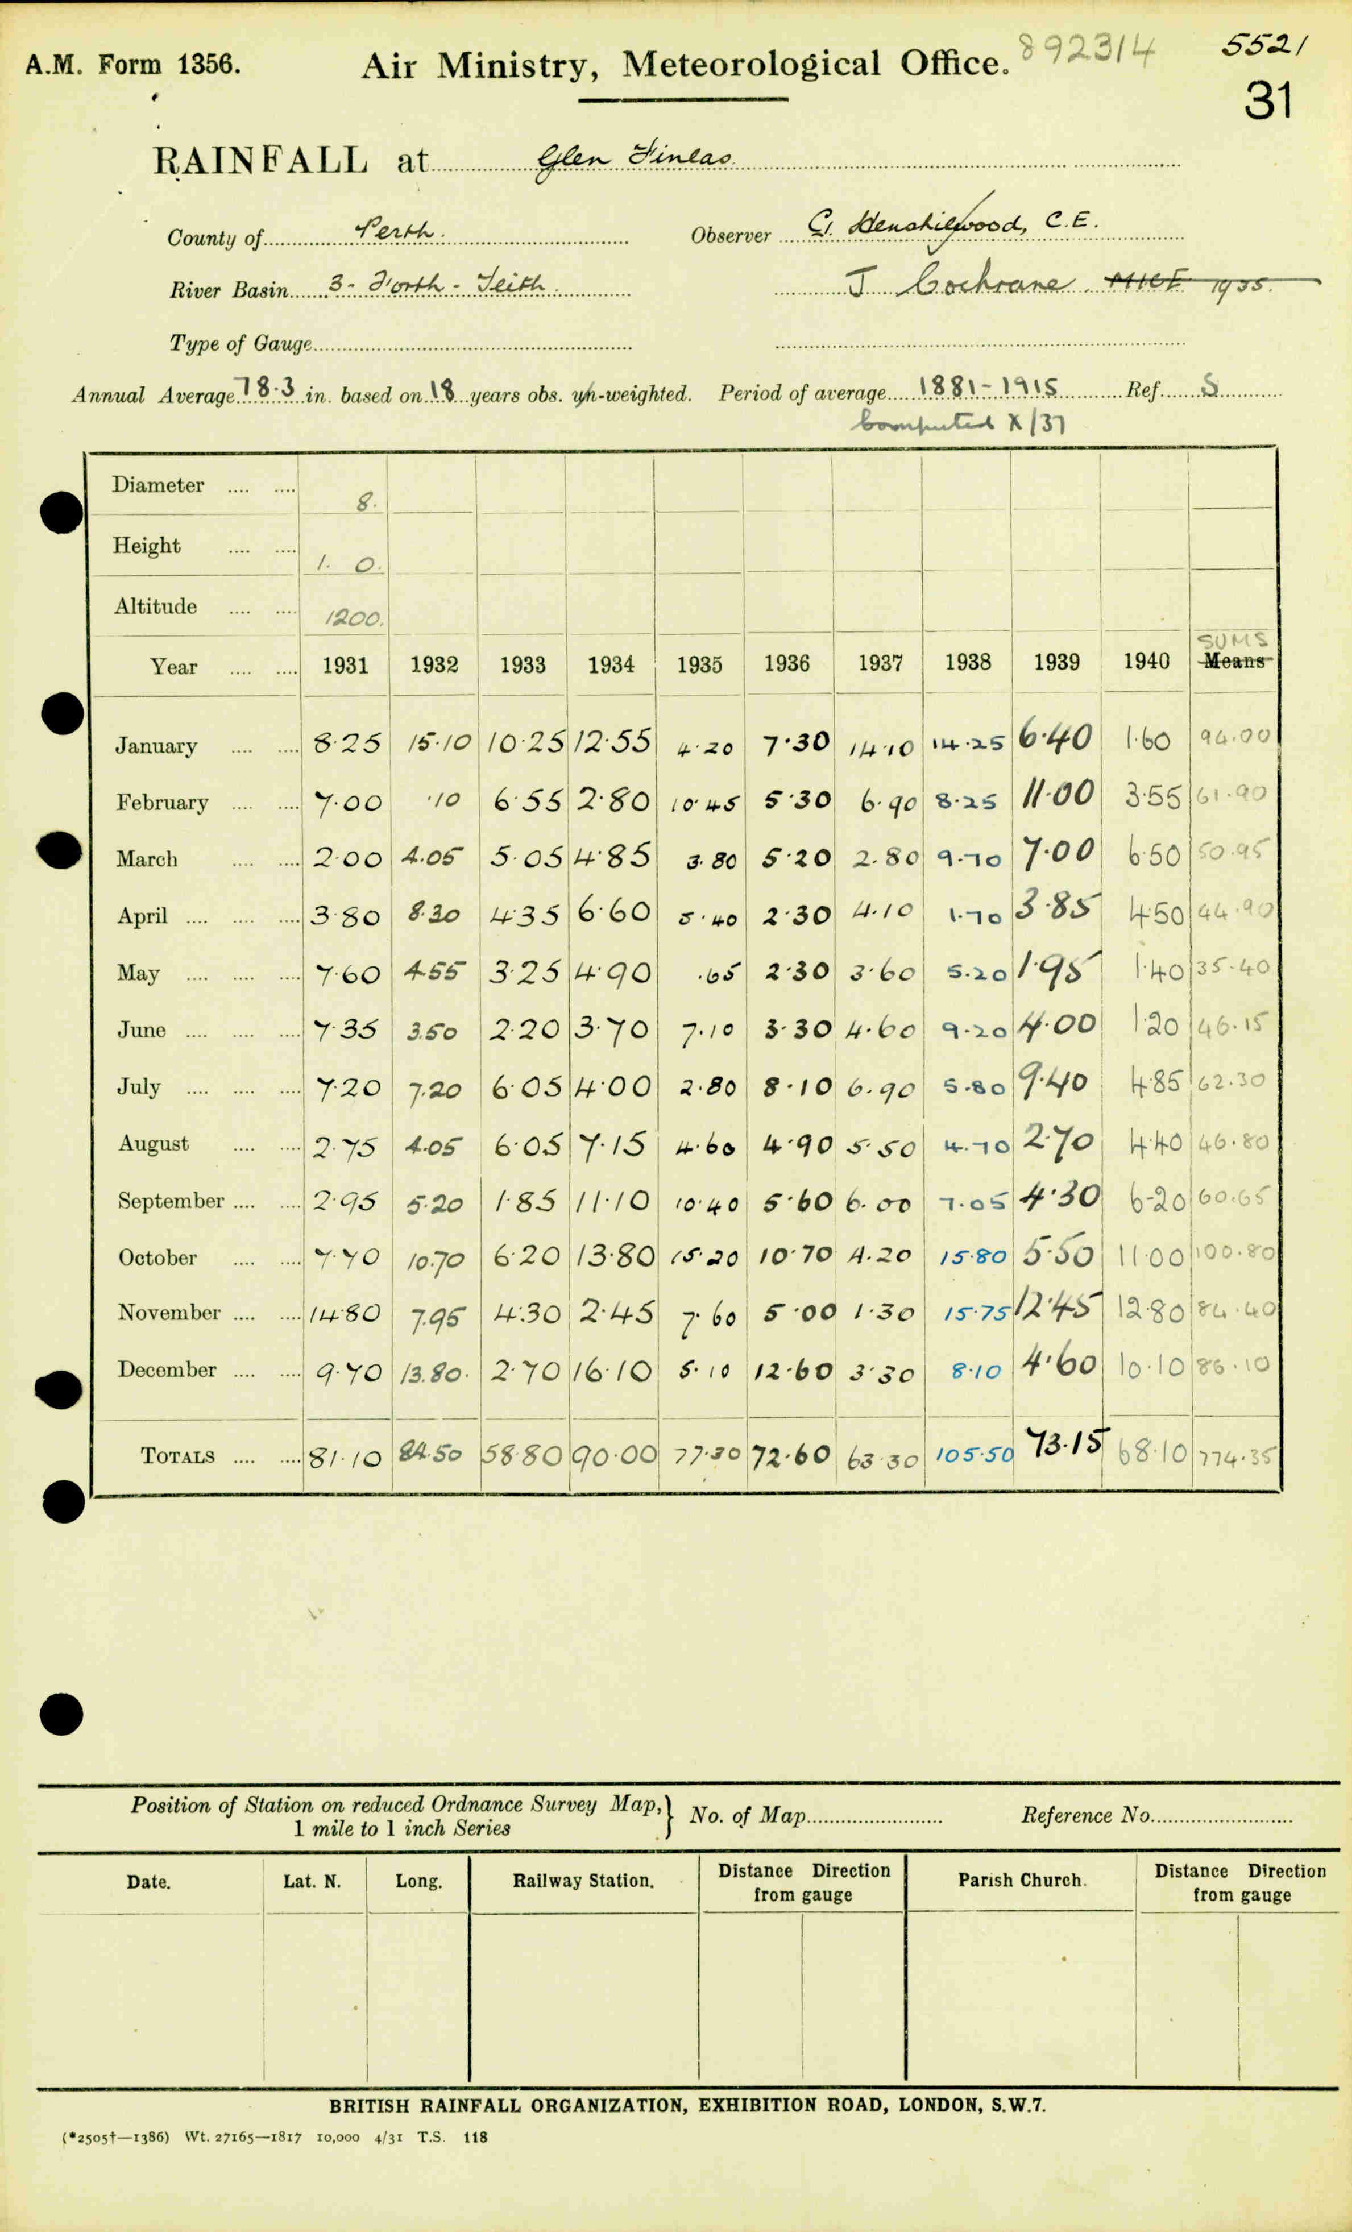 A.M. Form 1356. Air Ministry, Meteorological Office. 892314 5521
31
RAINFALL at Glen Finlas.
County of Perth. Observer G. Henshilwood, C.E.
River Basin 3 - Forth - Teith. J Cochrane. MICE 1935.
Type of Gauge
Annual Average 78.3 in. based on 18 years obs. un-weighted. Period of average 1881-1915 Ref. S
Computed X/37
Diameter .... .... 8.
Height .... .... 1. 0.
Altitude .... .... 1200.
SUMS
Year .... .... 1931 1932 1933 1934 1935 1936 1937 1938 1939 1940 Means
January .... .... 8.25 15.10 10.25 12.55 4.20 7.30 14.10 14.25 6.40 1.60 94.00
February .... .... 7.00 .10 6.55 2.80 10.45 5.30 6.90 8.25 11.00 3.55 61.90
March .... .... 2.00 4.05 5.05 4.85 3.80 5.20 2.80 9.70 7.00 6.50 50.95
April .... .... .... 3.80 8.30 4.35 6.60 5.40 2.30 4.10 1.70 3.85 4.50 44.90
May .... .... .... 7.60 4.55 3.25 4.90 .65 2.30 3.60 5.20 1.95 1.40 35.40
June .... .... .... 7.35 3.50 2.20 3.70 7.10 3.30 4.60 9.20 4.00 1.20 46.15
July .... .... .... 7.20 7.20 6.05 4.00 2.80 8.10 6.90 5.80 9.40 4.85 62.30
August .... .... 2.75 4.05 6.05 7.15 4.60 4.90 5.50 4.70 2.70 4.40 46.80
September .... .... 2.95 5.20 1.85 11.10 10.40 5.60 6.00 7.05 4.30 6.20 60.65
October .... .... 7.70 10.70 6.20 13.80 15.20 10.70 4.20 15.80 5.50 11.00 100.80
November .... .... 14.80 7.95 4.30 2.45 7.60 5.00 1.30 15.75 12.45 12.80 84.40
December .... .... 9.70 13.80. 2.70 16.10 5.10 12.60 3.30 8.10 4.60 10.10 86.10
TOTALS .... .... 81.10 84.50 58.80 90.00 77.30 72.60 63.30 105.50 73.15 68.10 774.35
Position of Station on reduced Ordnance Survey Map, } No. of Map Reference No.
1 mile to 1 inch Series
Date. Lat. N. Long. Railway Station. Distance Direction from gauge Parish Church. Distance Direction from gauge
BRITISH RAINFALL ORGANIZATION, EXHIBITION ROAD, LONDON, S.W.7.
(*2505†—1386) Wt. 27165—1817 10,000 4/31 T.S. 118